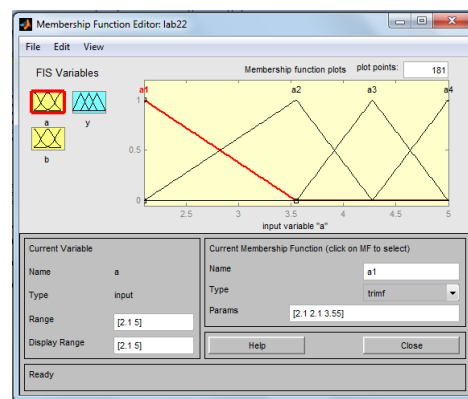 Membership Function Editor: lab22
File Edit View
FIS Variables
a
y
b
Membership function plots
plot points: 181
a1 a2 a3 a4
1
0.5
0
2.5 3 3.5 4 4.5 5
input variable "a"
Current Variable
Name a
Type input
Range [2.1 5]
Display Range [2.1 5]
Current Membership Function (click on MF to select)
Name a1
Type trimf
Params [2.1 2.1 3.55]
Help Close
Ready